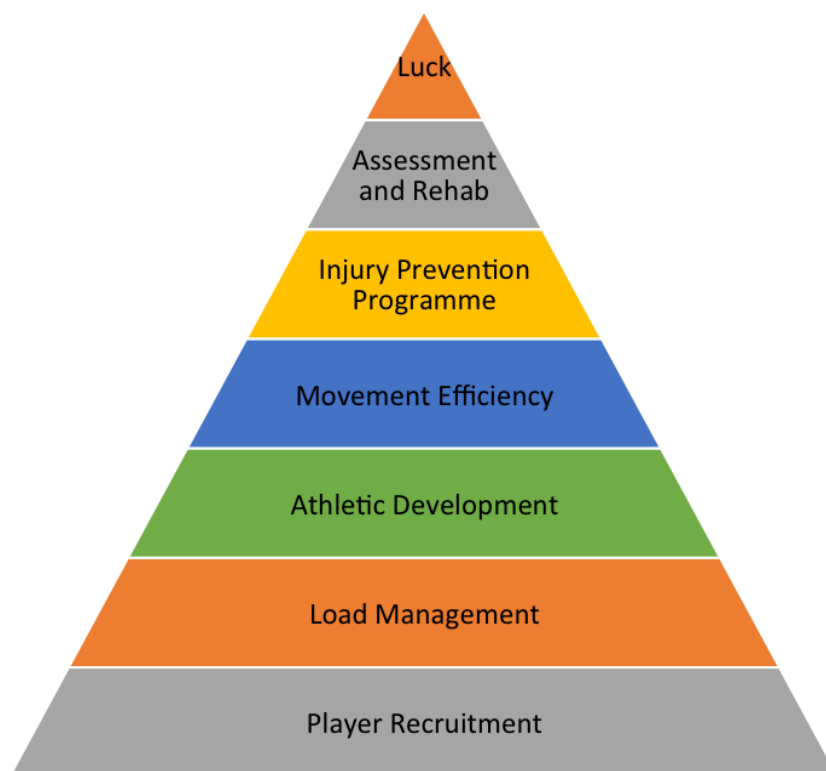 Luck
Assessment
and Rehab
Injury Prevention
Programme
Movement Efficiency
Athletic Development
Load Management
Player Recruitment